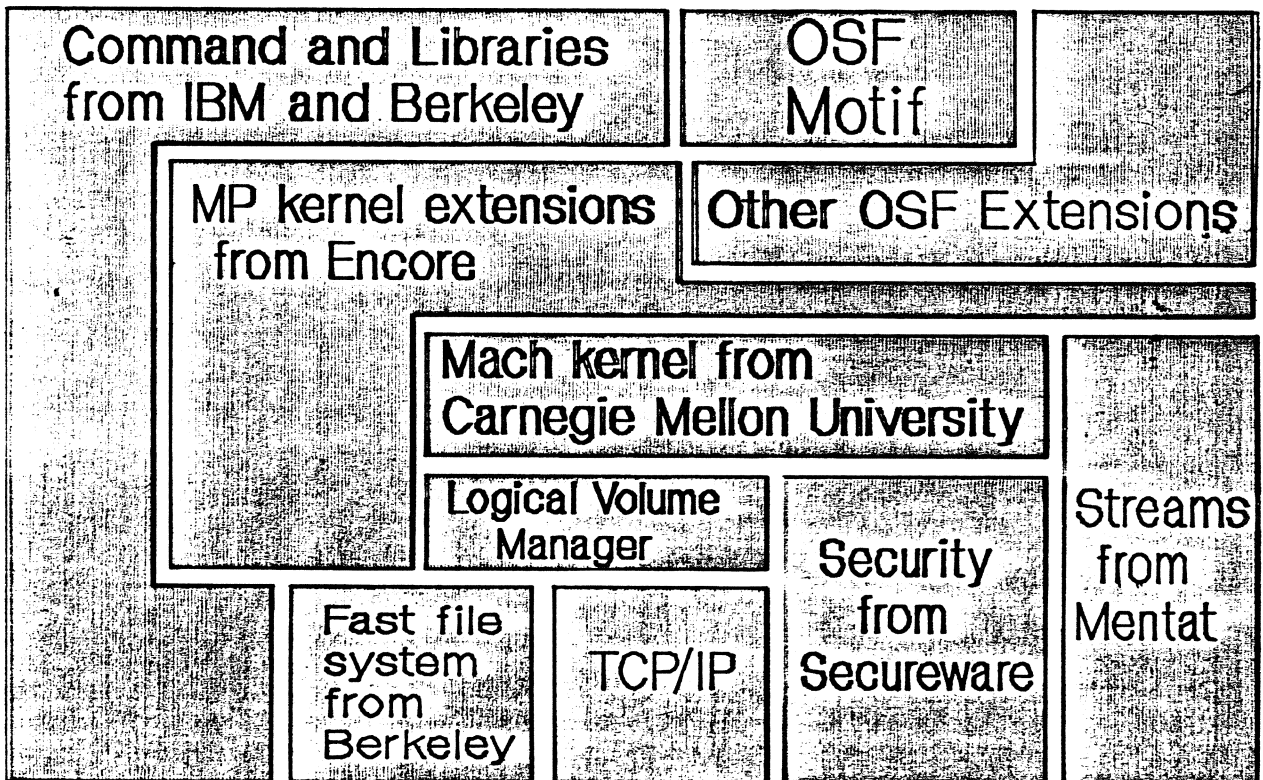 Command and Libraries
from IBM and Berkeley
OSF
Motif
MP kernel extensions
from Encore
Other OSF Extensions
Mach kernel from
Carnegie Mellon University
Logical Volume
Manager
Security
from
Secureware
Streams
from
Mentat
Fast file
system
from
Berkeley
TCP/IP